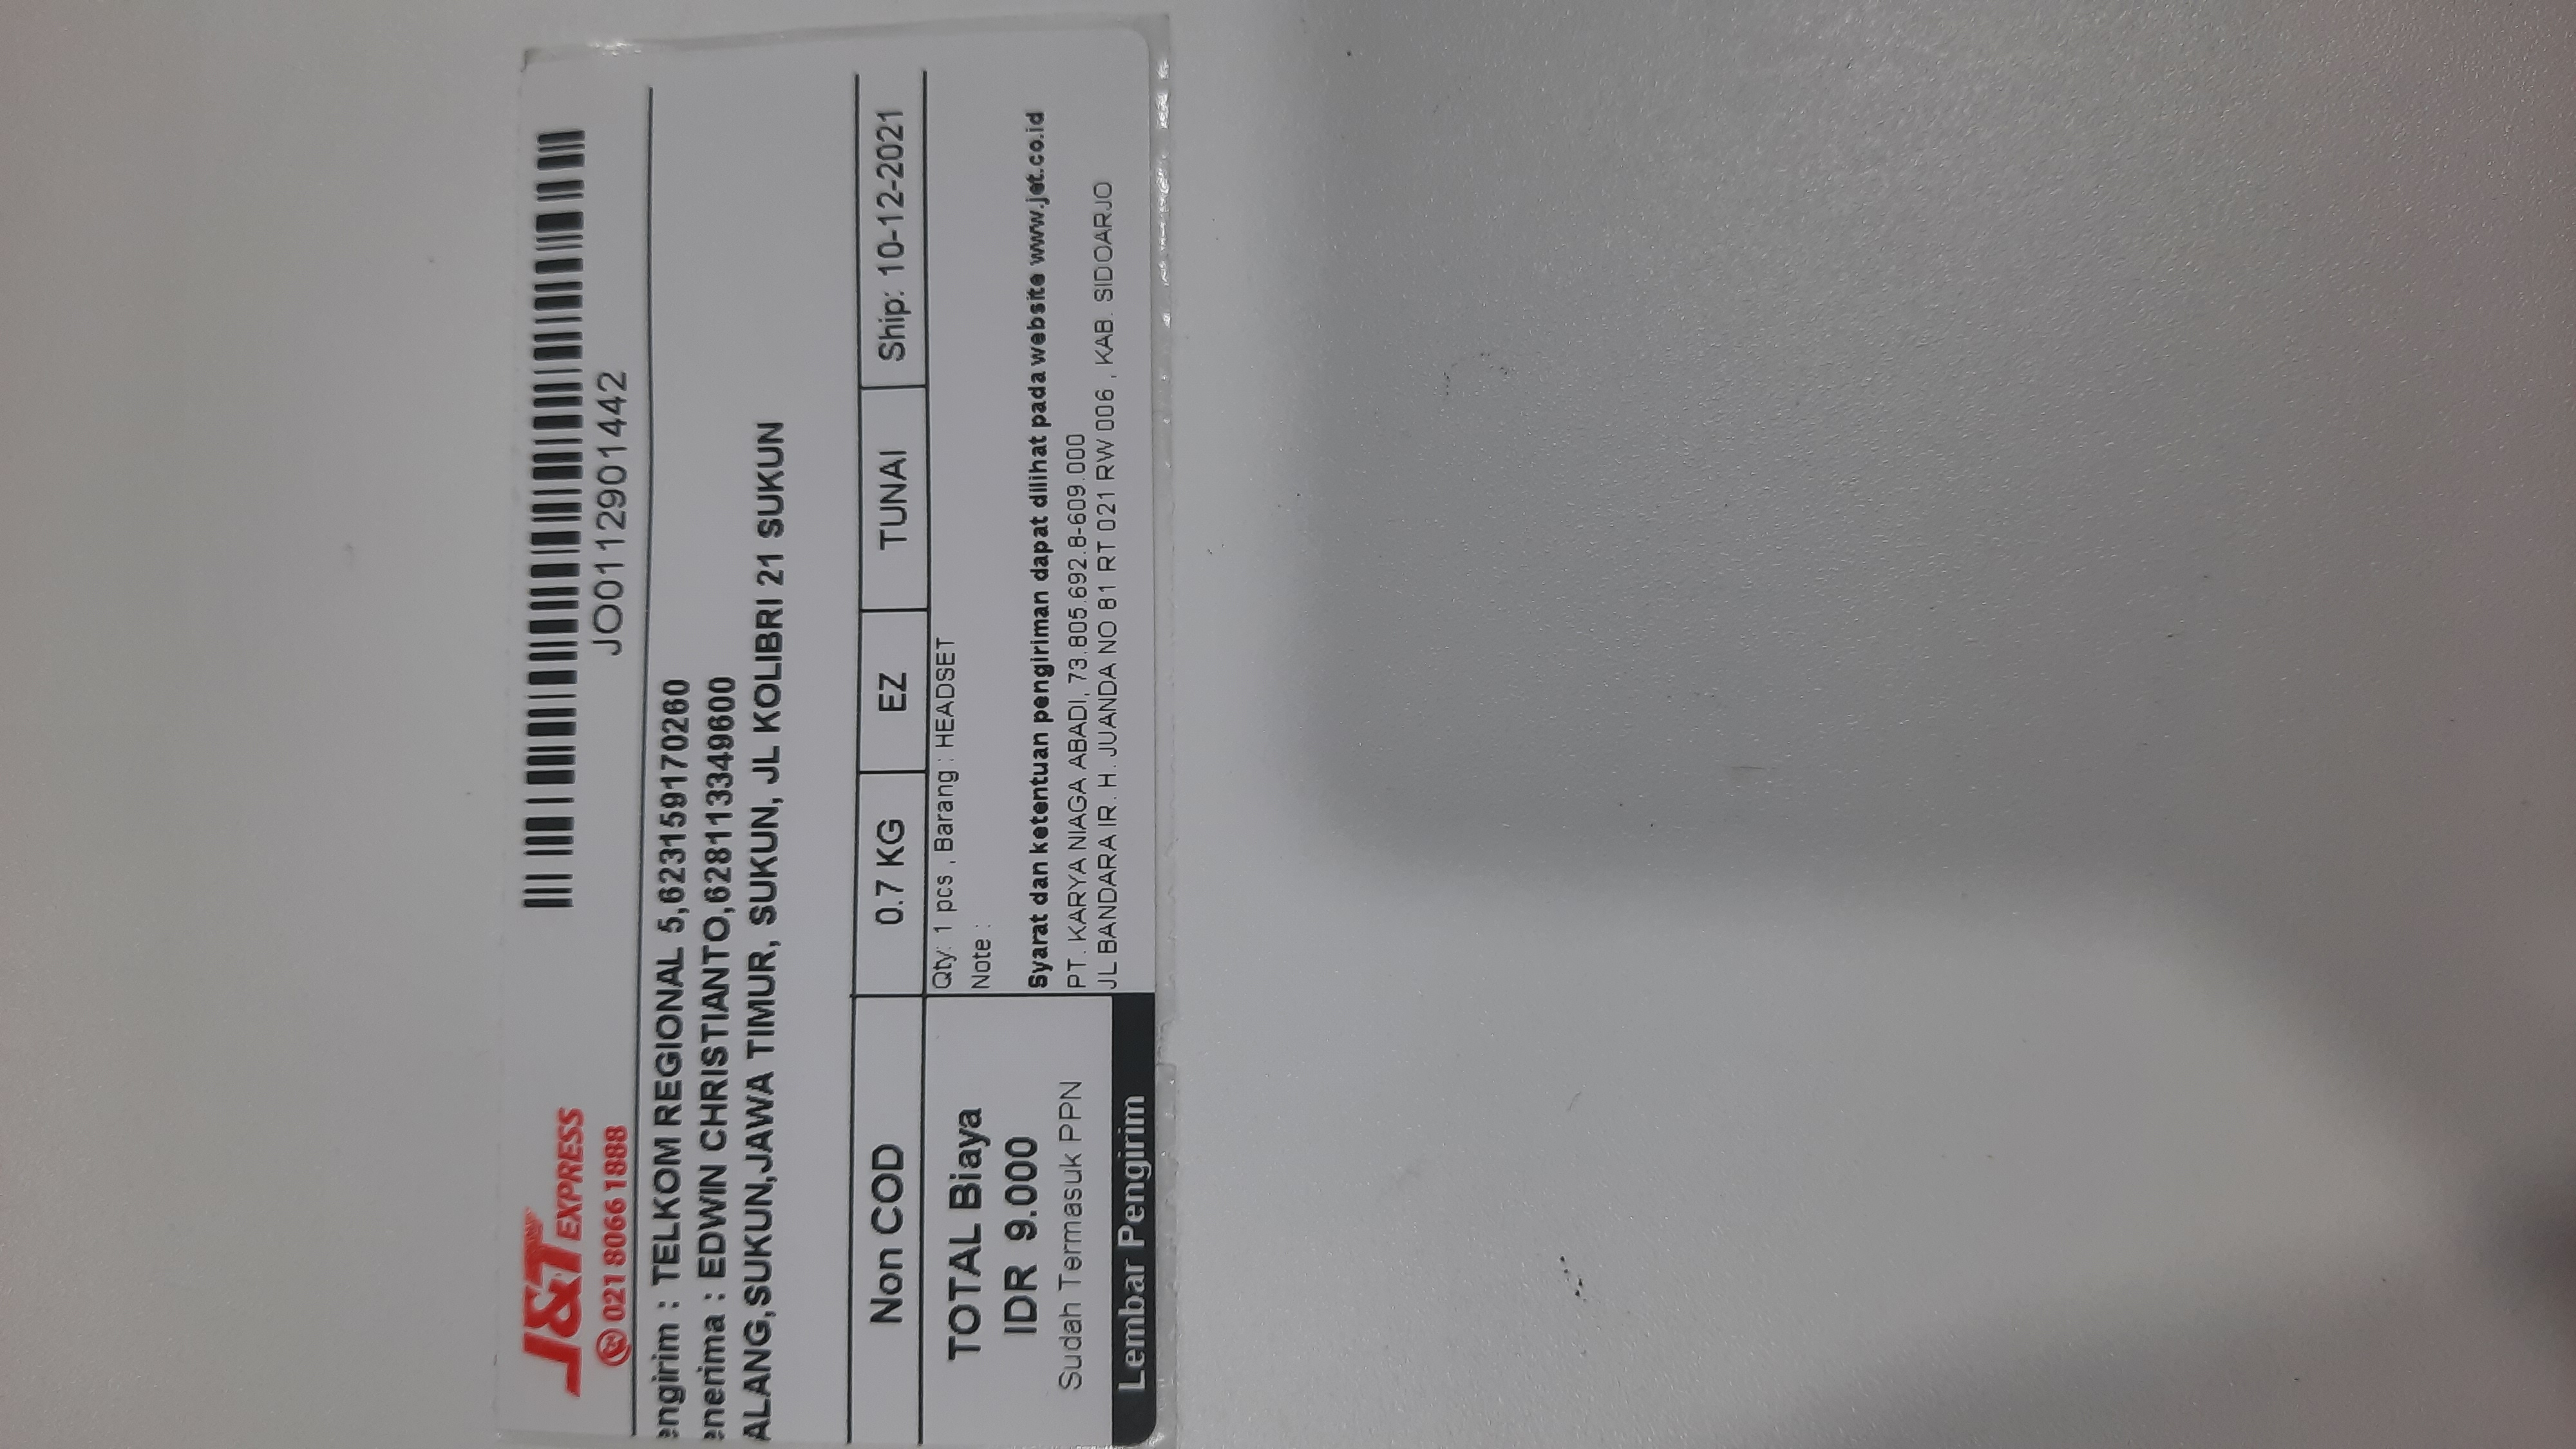 J&T EXPRESS
021 8066 1888
JO0112901442
engirim : TELKOM REGIONAL 5,623159170260
enerima : EDWIN CHRISTIANTO,628113349600
ALANG,SUKUN,JAWA TIMUR, SUKUN, JL KOLIBRI 21 SUKUN
Non COD 0.7 KG EZ TUNAI Ship: 10-12-2021
TOTAL Biaya
IDR 9.000
Sudah Termasuk PPN
Lembar Pengirim
Qty: 1 pcs , Barang : HEADSET
Note :
Syarat dan ketentuan pengiriman dapat dilihat pada website www.jet.co.id
PT. KARYA NIAGA ABADI, 73.805.692.8-609.000
JL BANDARA IR. H. JUANDA NO 81 RT 021 RW 006 , KAB. SIDOARJO